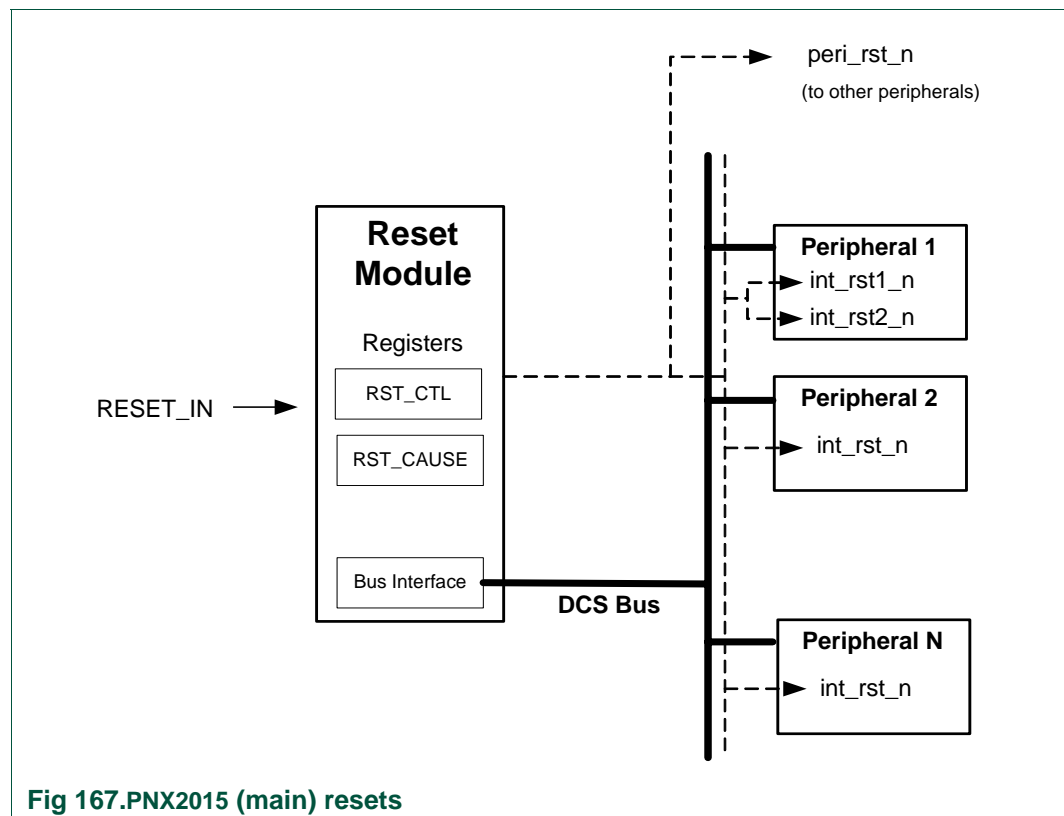 peri_rst_n
(to other peripherals)
Reset
Module
Registers
RST_CTL
RST_CAUSE
Bus Interface
RESET_IN
DCS Bus
Peripheral 1
int_rst1_n
int_rst2_n
Peripheral 2
int_rst_n
Peripheral N
int_rst_n
Fig 167.PNX2015 (main) resets